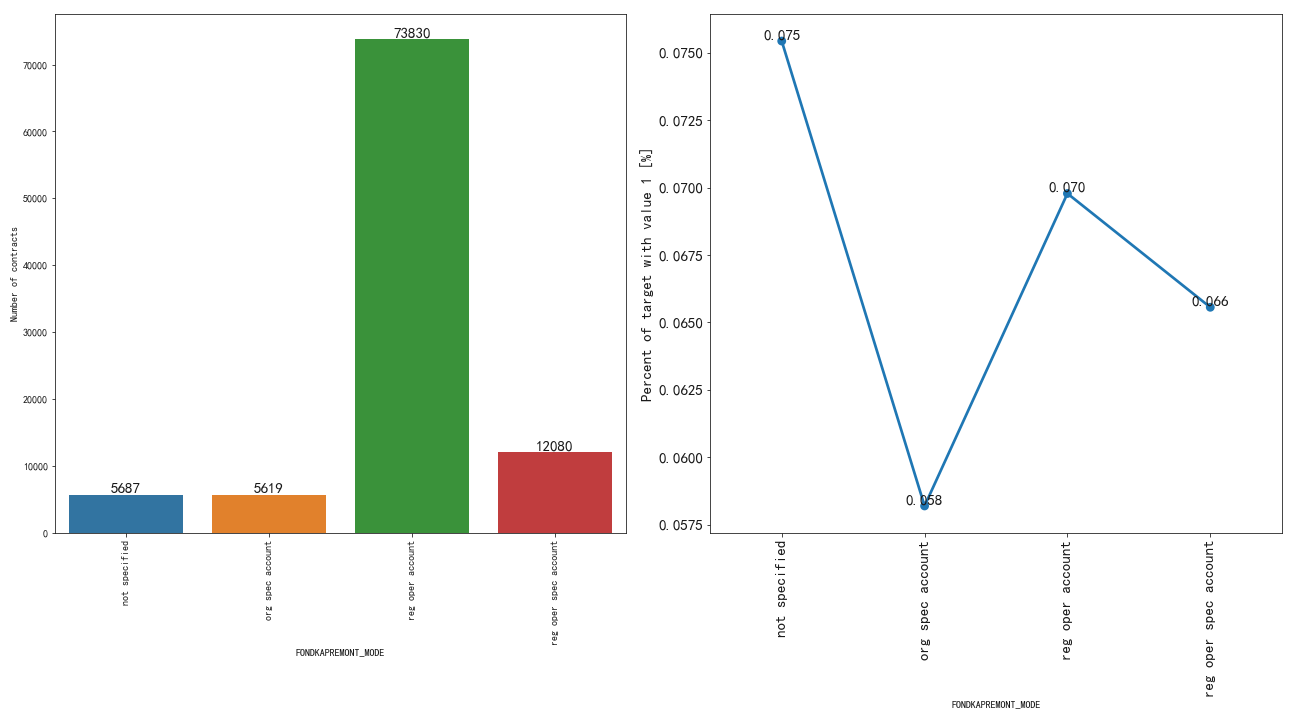 Number of contracts
70000
60000
50000
40000
30000
20000
10000
0
5687
5619
73830
12080
not specified
org spec account
reg oper account
reg oper spec account
FONDKAPREMONT_MODE
Percent of target with value 1 [%]
0.0750
0.0725
0.0700
0.0675
0.0650
0.0625
0.0600
0.0575
0.075
0.058
0.070
0.066
not specified
org spec account
reg oper account
reg oper spec account
FONDKAPREMONT_MODE